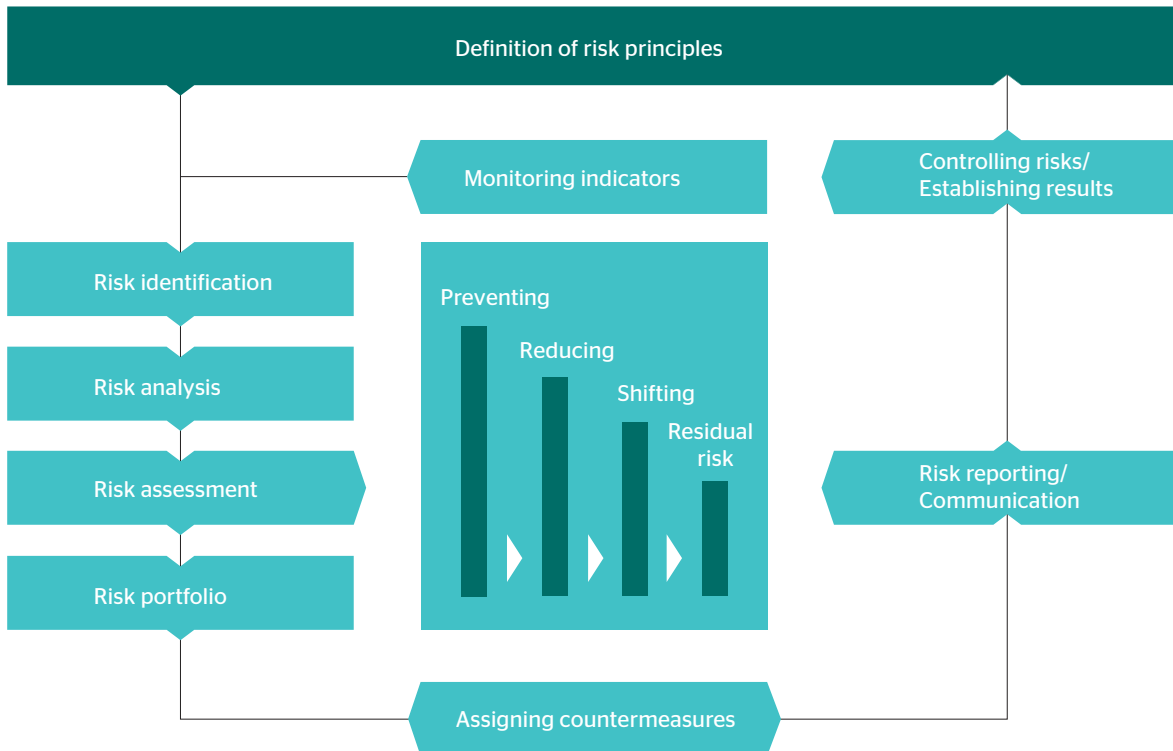 Definition of risk principles
Monitoring indicators
Controlling risks/
Establishing results
Risk identification
Risk analysis
Risk assessment
Risk portfolio
Preventing
Reducing
Shifting
Residual
risk
Risk reporting/
Communication
Assigning countermeasures